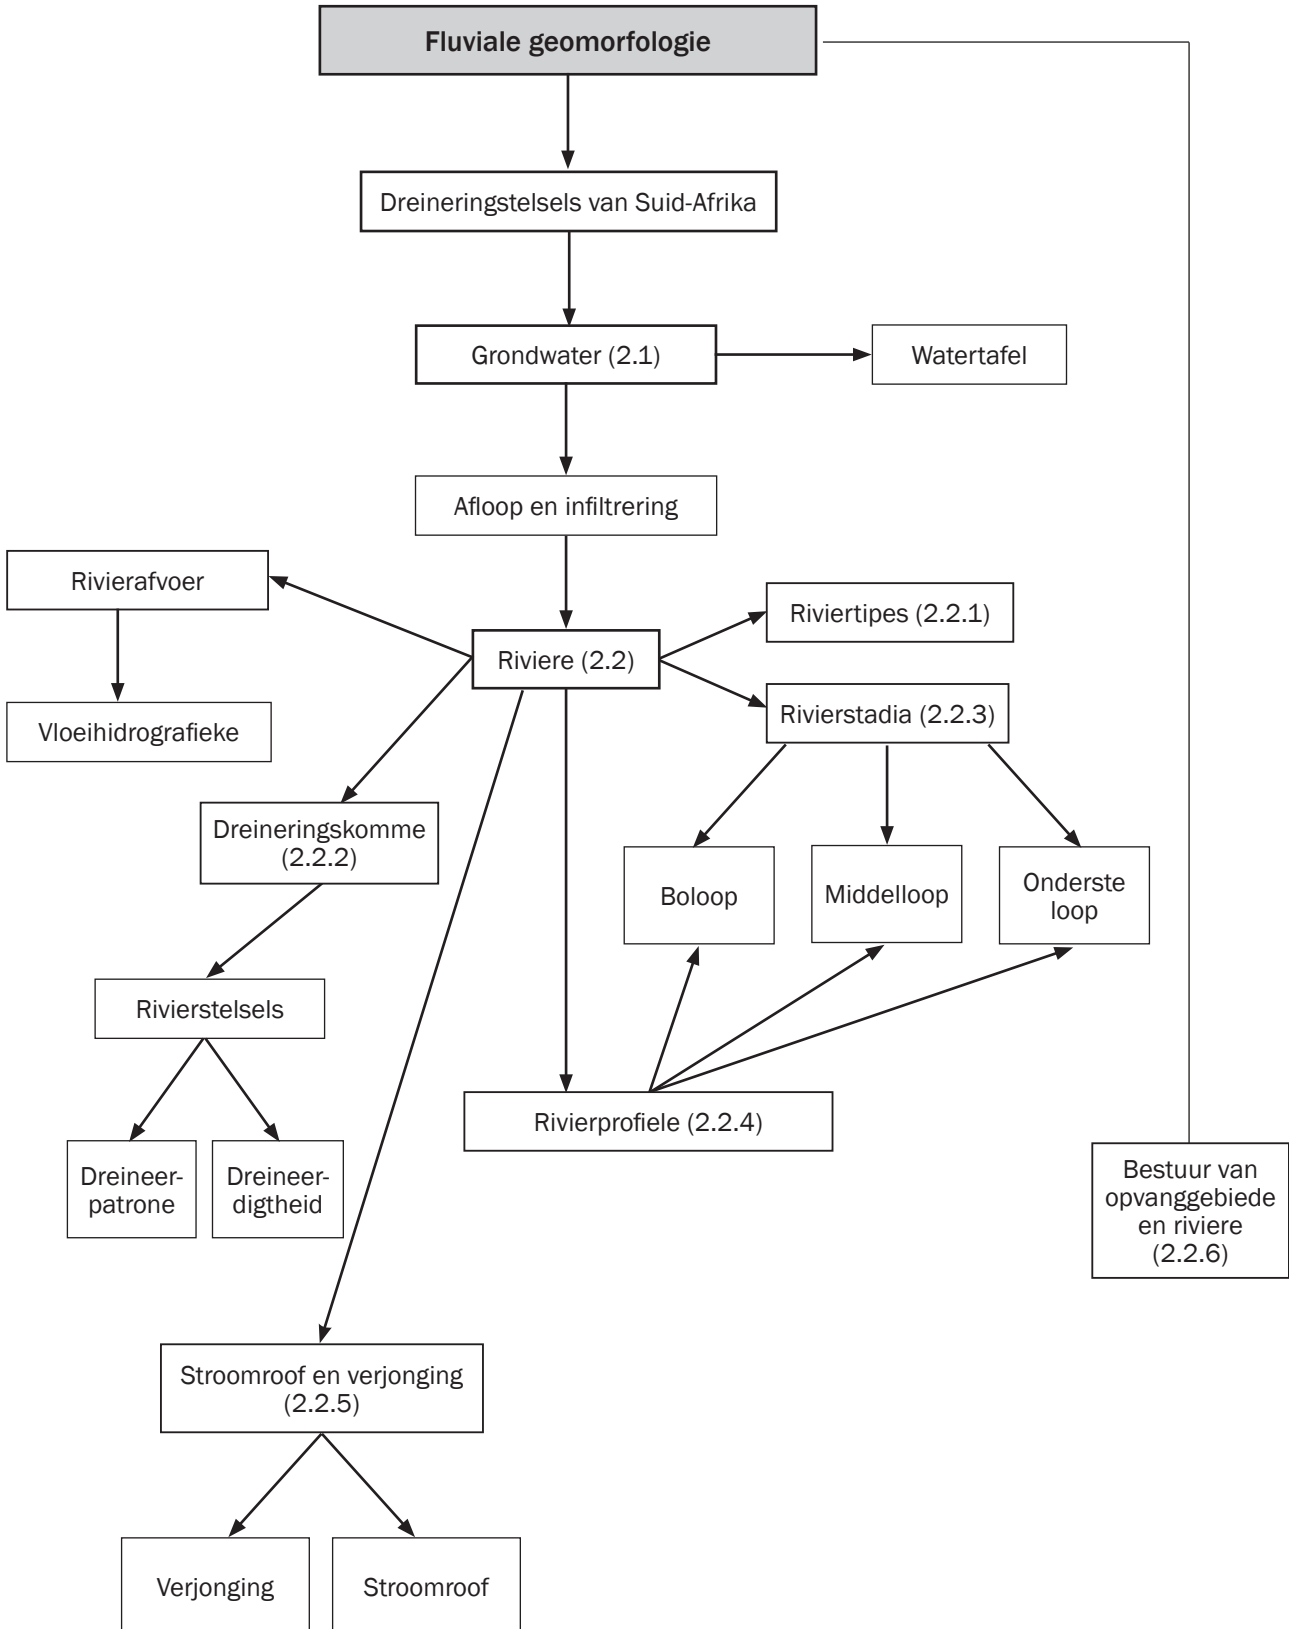 Fluviale geomorfologie
Dreineringstelsels van Suid-Afrika
Grondwater (2.1)
Watertafel
Afloop en infiltrering
Rivierafvoer
Riviertipes (2.2.1)
Riviere (2.2)
Rivierstadia (2.2.3)
Vloeihidrografieke
Dreineringskomme
(2.2.2)
Boloop
Middelloop
Onderste
loop
Rivierstelsels
Rivierprofiele (2.2.4)
Dreineer-
patrone
Dreineer-
digtheid
Bestuur van
opvanggebiede
en riviere
(2.2.6)
Stroomroof en verjonging
(2.2.5)
Verjonging
Stroomroof